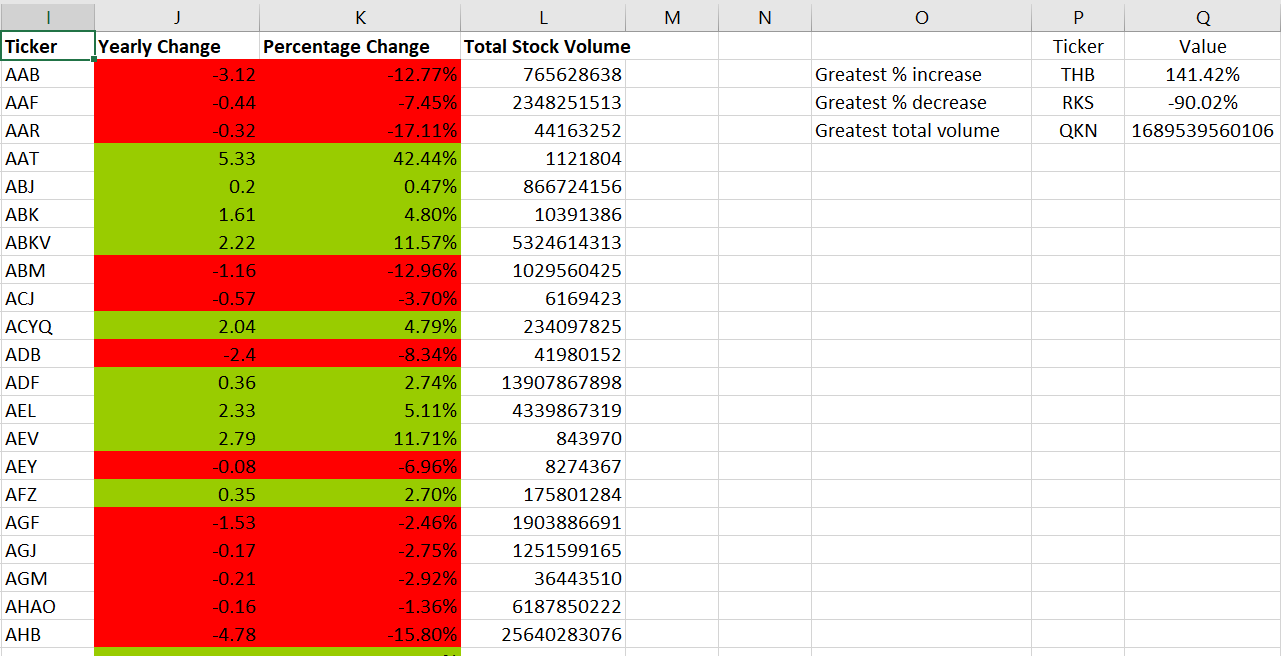 I J K L M N O P Q
Ticker Yearly Change Percentage Change Total Stock Volume Ticker Value
AAB -3.12 -12.77% 765628638 Greatest % increase THB 141.42%
AAF -0.44 -7.45% 2348251513 Greatest % decrease RKS -90.02%
AAR -0.32 -17.11% 44163252 Greatest total volume QKN 1689539560106
AAT 5.33 42.44% 1121804
ABJ 0.2 0.47% 866724156
ABK 1.61 4.80% 10391386
ABKV 2.22 11.57% 5324614313
ABM -1.16 -12.96% 1029560425
ACJ -0.57 -3.70% 6169423
ACYQ 2.04 4.79% 234097825
ADB -2.4 -8.34% 41980152
ADF 0.36 2.74% 13907867898
AEL 2.33 5.11% 4339867319
AEV 2.79 11.71% 843970
AEY -0.08 -6.96% 8274367
AFZ 0.35 2.70% 175801284
AGF -1.53 -2.46% 1903886691
AGJ -0.17 -2.75% 1251599165
AGM -0.21 -2.92% 36443510
AHAO -0.16 -1.36% 6187850222
AHB -4.78 -15.80% 25640283076